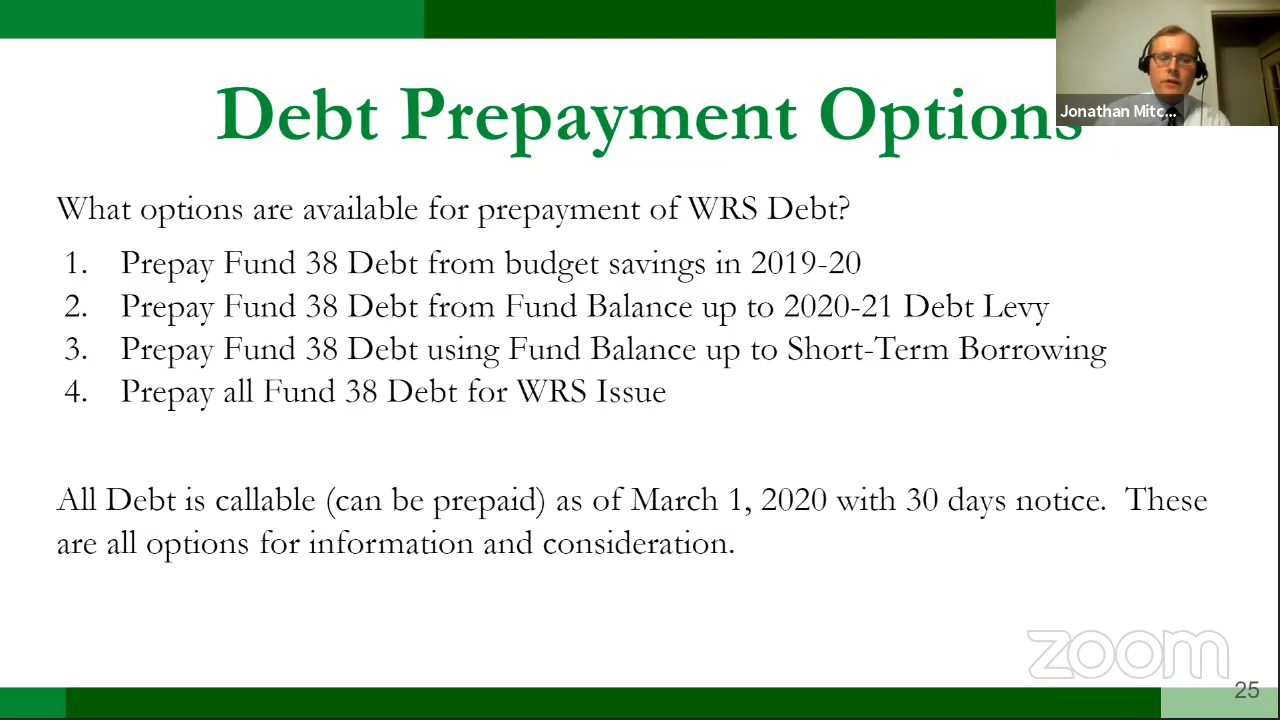 Debt Prepayment Options
Jonathan Mitc...
What options are available for prepayment of WRS Debt?
1. Prepay Fund 38 Debt from budget savings in 2019-20
2. Prepay Fund 38 Debt from Fund Balance up to 2020-21 Debt Levy
3. Prepay Fund 38 Debt using Fund Balance up to Short-Term Borrowing
4. Prepay all Fund 38 Debt for WRS Issue
All Debt is callable (can be prepaid) as of March 1, 2020 with 30 days notice. These
are all options for information and consideration.
zoom
25